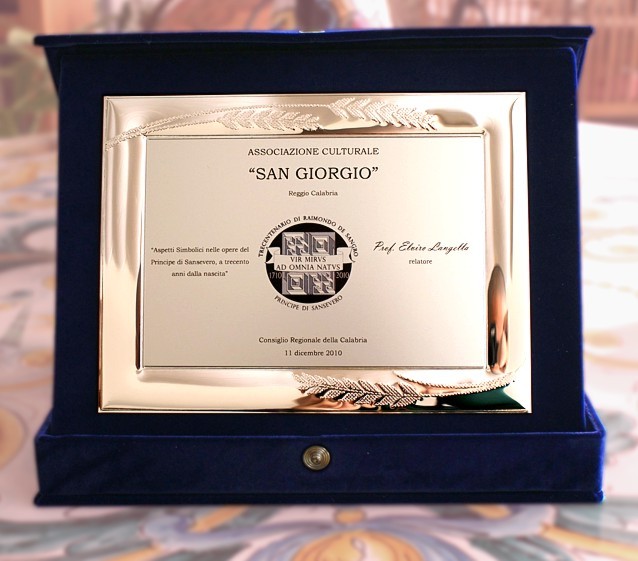 ASSOCIAZIONE CULTURALE
"SAN GIORGIO"
Reggio Calabria
"Aspetti Simbolici nelle opere del
Principe di Sansevero, a trecento
anni dalla nascita"
TRECENTENARIO DI RAIMONDO DE SANGRO
VIR MIRVS
AD OMNIA NATVS
1710 2010
PRINCIPE DI SANSEVERO
Prof. Elviro Langella
relatore
Consiglio Regionale della Calabria
11 dicembre 2010